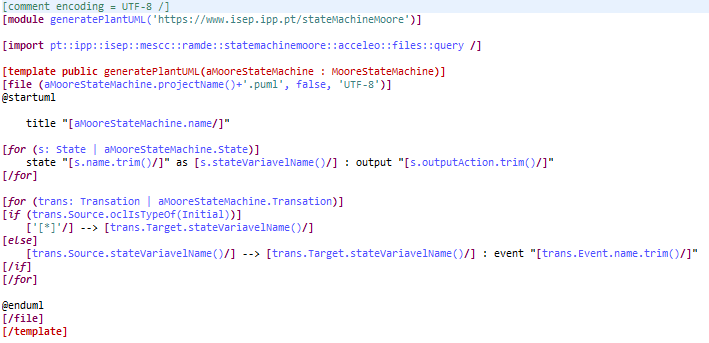 [comment encoding = UTF-8 /]
[module generatePlantUML('https://www.isep.ipp.pt/stateMachineMoore')]

[import pt::ipp::isep::mescc::ramde::statemachinemoore::acceleo::files::query /]

[template public generatePlantUML(aMooreStateMachine : MooreStateMachine)]
[file (aMooreStateMachine.projectName()+'.puml', false, 'UTF-8')]
@startuml

    title "[aMooreStateMachine.name/]"

[for (s: State | aMooreStateMachine.State)]
    state "[s.name.trim()/]" as [s.stateVariavelName()/] : output "[s.outputAction.trim()/]"
[/for]

[for (trans: Transation | aMooreStateMachine.Transation)]
[if (trans.Source.oclIsTypeOf(Initial))]
    ['[*]'/] --> [trans.Target.stateVariavelName()/]
[else]
    [trans.Source.stateVariavelName()/] --> [trans.Target.stateVariavelName()/] : event "[trans.Event.name.trim()/]"
[/if]
[/for]

@enduml
[/file]
[/template]